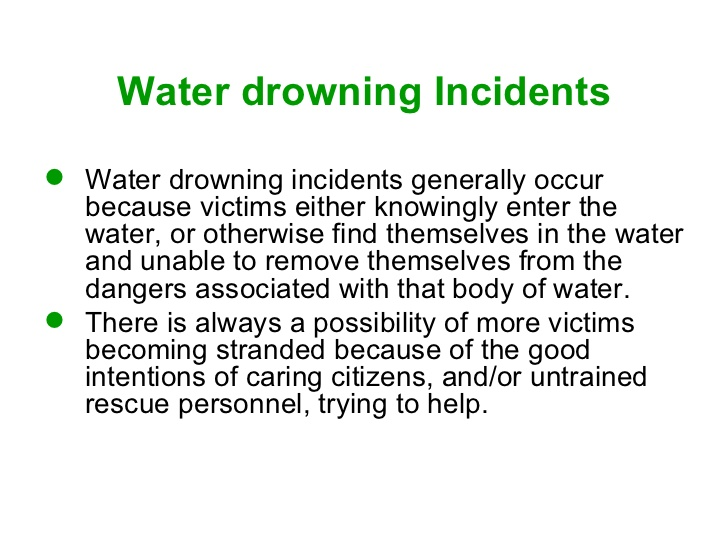 Water drowning Incidents
Water drowning incidents generally occur
because victims either knowingly enter the
water, or otherwise find themselves in the water
and unable to remove themselves from the
dangers associated with that body of water.
There is always a possibility of more victims
becoming stranded because of the good
intentions of caring citizens, and/or untrained
rescue personnel, trying to help.